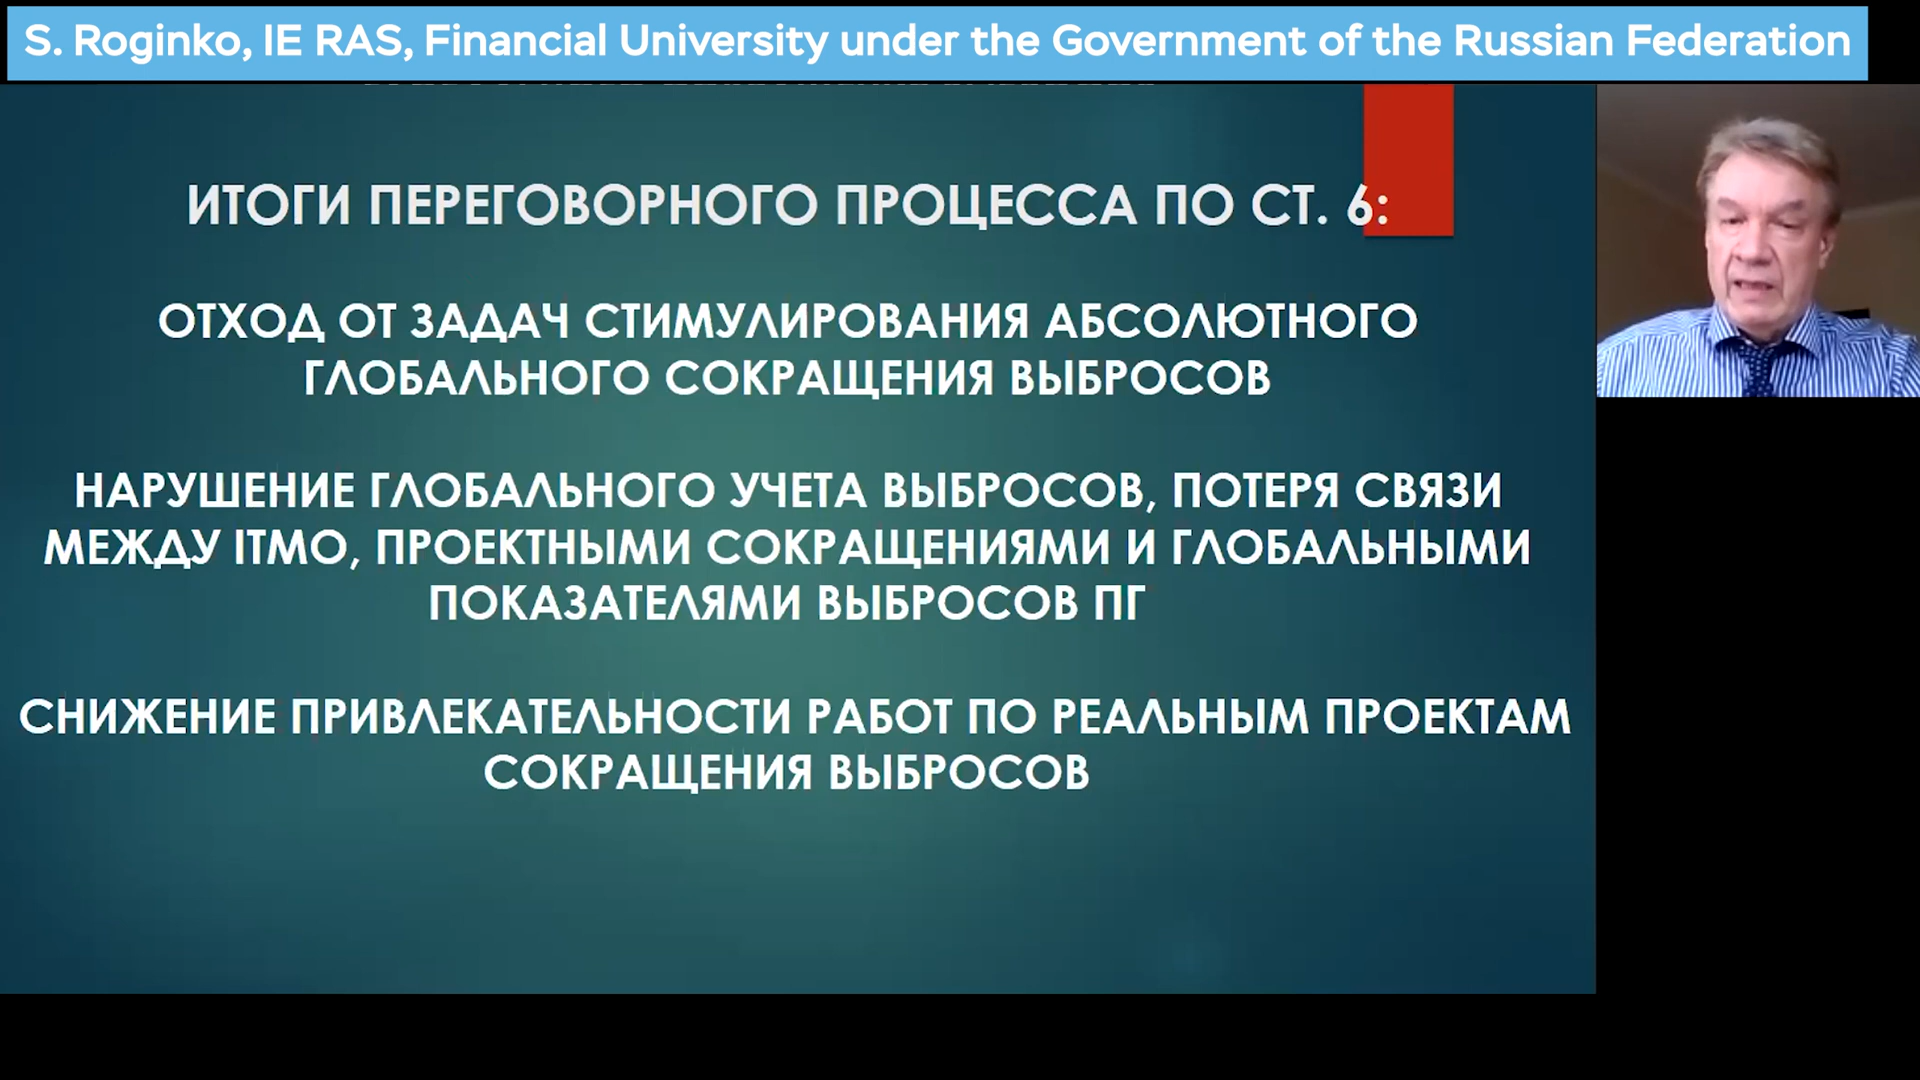 S. Roginko, IE RAS, Financial University under the Government of the Russian Federation
ИТОГИ ПЕРЕГОВОРНОГО ПРОЦЕССА ПО СТ. 6:
ОТХОД ОТ ЗАДАЧ СТИМУЛИРОВАНИЯ АБСОЛЮТНОГО
ГЛОБАЛЬНОГО СОКРАЩЕНИЯ ВЫБРОСОВ
НАРУШЕНИЕ ГЛОБАЛЬНОГО УЧЕТА ВЫБРОСОВ, ПОТЕРЯ СВЯЗИ
МЕЖДУ ITMO, ПРОЕКТНЫМИ СОКРАЩЕНИЯМИ И ГЛОБАЛЬНЫМИ
ПОКАЗАТЕЛЯМИ ВЫБРОСОВ ПГ
СНИЖЕНИЕ ПРИВЛЕКАТЕЛЬНОСТИ РАБОТ ПО РЕАЛЬНЫМ ПРОЕКТАМ
СОКРАЩЕНИЯ ВЫБРОСОВ